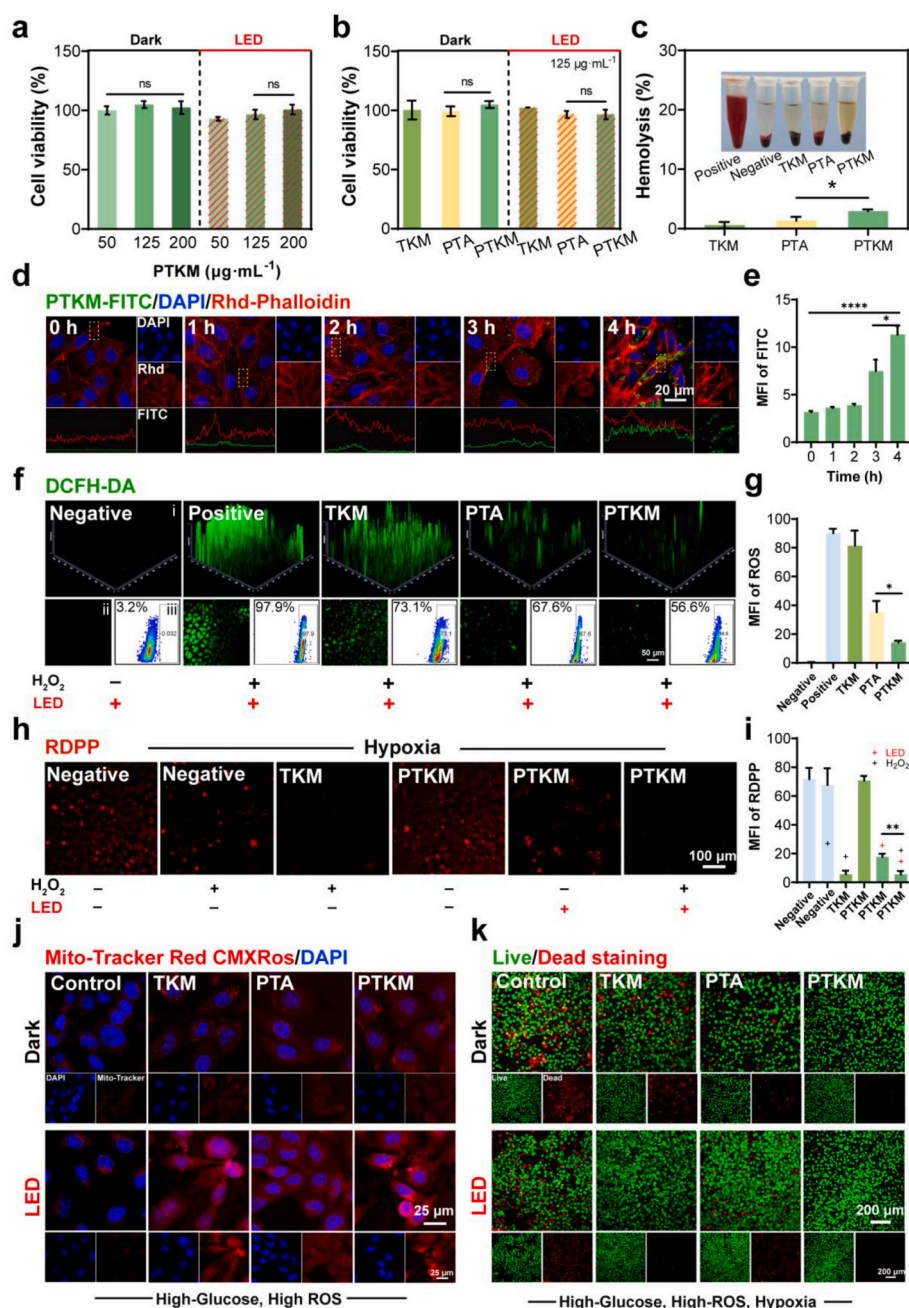 a
Dark
LED
Cell viability (%)
150
100
50
0
ns
ns
50 125 200 50 125 200
PTKM (µg·mL⁻¹)
b
Dark
LED
Cell viability (%)
150
100
50
0
125 µg·mL⁻¹
ns
ns
TKM PTA PTKM TKM PTA PTKM
c
Hemolysis (%)
30
20
10
0
Positive Negative TKM PTA PTKM
*
TKM PTA PTKM
d
PTKM-FITC/DAPI/Rhd-Phalloidin
0 h 1 h 2 h 3 h 4 h
DAPI
Rhd
20 µm
FITC
e
MFI of FITC
15
10
5
0
****
*
0 1 2 3 4
Time (h)
f
DCFH-DA
Negative i Positive TKM PTA PTKM
ii 3.2% iii 97.9% 73.1% 67.6% 56.6%
0.032 97.9 73.1 67.6
50 µm
H₂O₂ − + + + +
LED + + + + +
g
MFI of ROS
100
80
60
40
20
0
*
Negative Positive TKM PTA PTKM
h
RDPP Hypoxia
Negative Negative TKM PTKM PTKM PTKM
100 µm
H₂O₂ − + + − − +
LED − − − − + +
i
MFI of RDPP
100
80
60
40
20
0
+ LED
+ H₂O₂
**
+ + + + +
Negative Negative TKM PTKM PTKM PTKM
j
Mito-Tracker Red CMXRos/DAPI
Control TKM PTA PTKM
Dark
DAPI Mito-Tracker
LED
25 µm
25 µm
High-Glucose, High ROS
k
Live/Dead staining
Control TKM PTA PTKM
Dark
Live Dead
LED
200 µm
200 µm
High-Glucose, High-ROS, Hypoxia